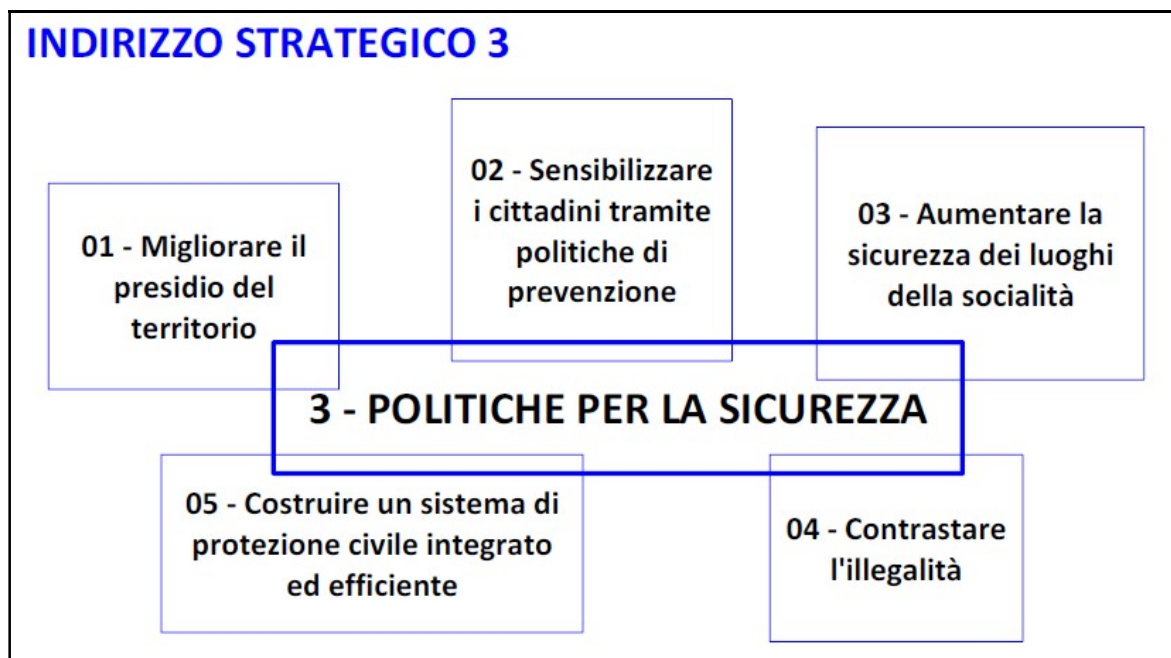 INDIRIZZO STRATEGICO 3
01 - Migliorare il
presidio del
territorio
02 - Sensibilizzare
i cittadini tramite
politiche di
prevenzione
03 - Aumentare la
sicurezza dei luoghi
della socialità
3 - POLITICHE PER LA SICUREZZA
05 - Costruire un sistema di
protezione civile integrato
ed efficiente
04 - Contrastare
l'illegalità